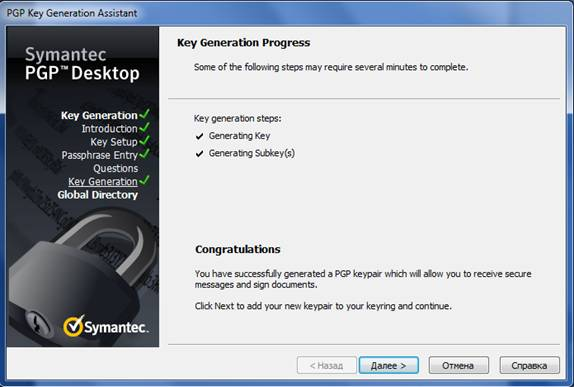 PGP Key Generation Assistant
Symantec
PGP™ Desktop
Key Generation
Introduction
Key Setup
Passphrase Entry
Questions
Key Generation
Global Directory
Symantec.
Key Generation Progress
Some of the following steps may require several minutes to complete.
Key generation steps:
Generating Key
Generating Subkey(s)
Congratulations
You have successfully generated a PGP keypair which will allow you to receive secure
messages and sign documents.
Click Next to add your new keypair to your keyring and continue.
< Назад
Далее >
Отмена
Справка